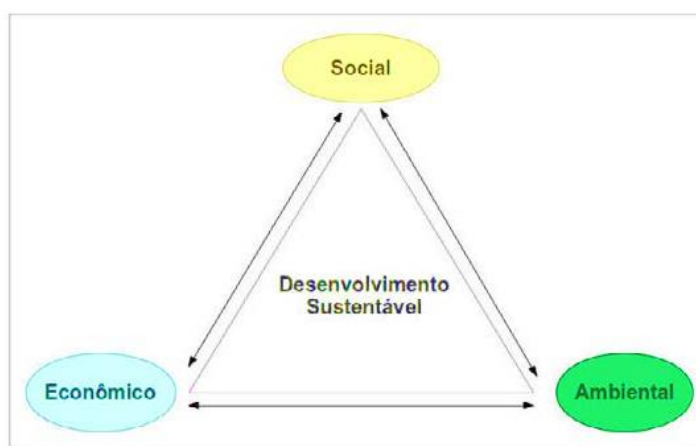 Social
Desenvolvimento
Sustentável
Econômico
Ambiental